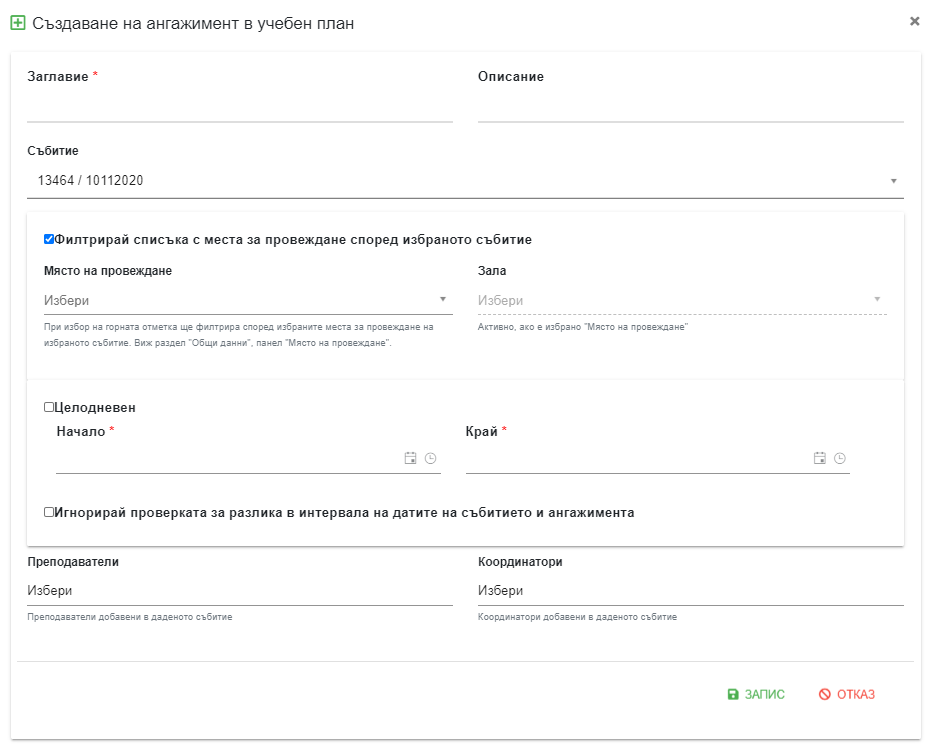 Създаване на ангажимент в учебен план
Заглавие *
Описание
Събитие
13464 / 10112020
Филтрирай списъка с места за провеждане според избраното събитие
Място на провеждане
Зала
Избери
Избери
При избор на горната отметка ще филтрира според избраните места за провеждане на
избраното събитие. Виж раздел "Общи данни", панел "Място на провеждане".
Активно, ако е избрано "Място на провеждане"
Целодневен
Начало *
Край *
Игнорирай проверката за разлика в интервала на датите на събитието и ангажимента
Преподаватели
Координатори
Избери
Избери
Преподаватели добавени в даденото събитие
Координатори добавени в даденото събитие
ЗАПИС
ОТКАЗ